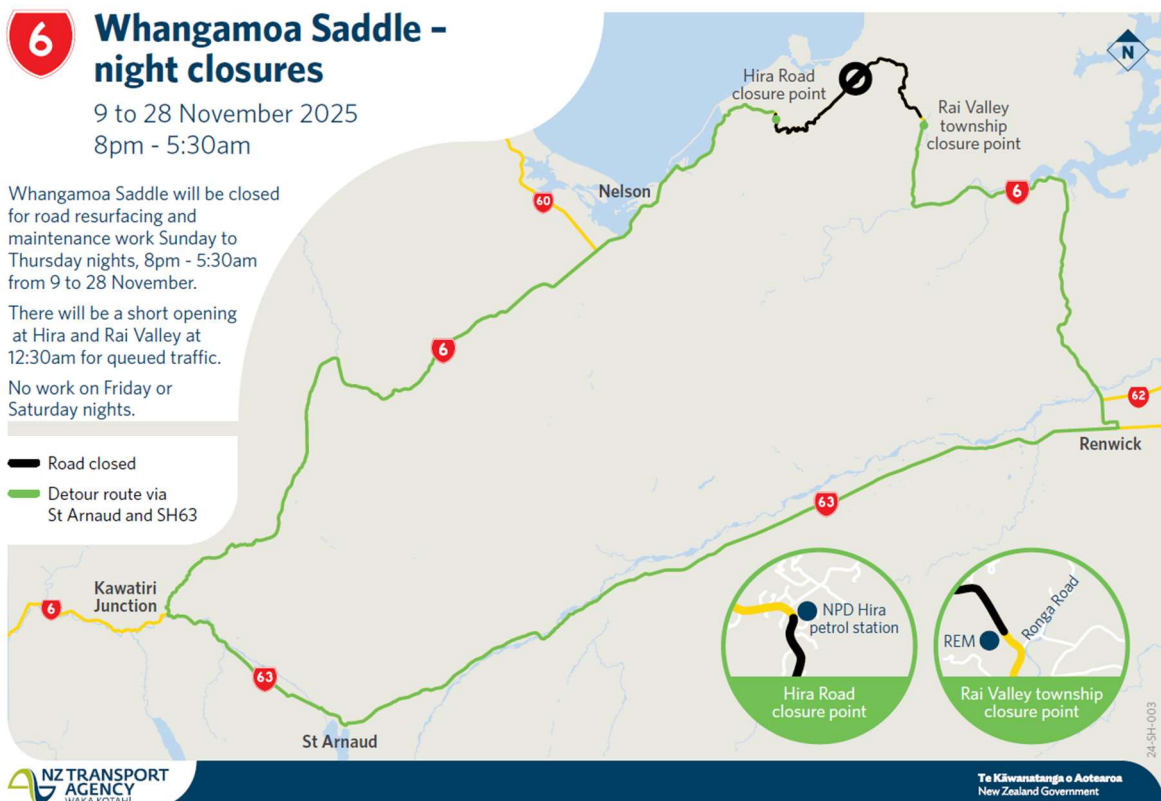 6
Whangamoa Saddle –
night closures
9 to 28 November 2025
8pm - 5:30am
Whangamoa Saddle will be closed
for road resurfacing and
maintenance work Sunday to
Thursday nights, 8pm - 5:30am
from 9 to 28 November.
There will be a short opening
at Hira and Rai Valley at
12:30am for queued traffic.
No work on Friday or
Saturday nights.
Road closed
Detour route via
St Arnaud and SH63
N
Hira Road
closure point
Rai Valley
township
closure point
Nelson
60
6
6
62
Renwick
63
Kawatiri
Junction
6
63
St Arnaud
NPD Hira
petrol station
Hira Road
closure point
REM
Ronga Road
Rai Valley township
closure point
24-SH-003
NZ TRANSPORT
AGENCY
WAKA KOTAHI
Te Kāwanatanga o Aotearoa
New Zealand Government